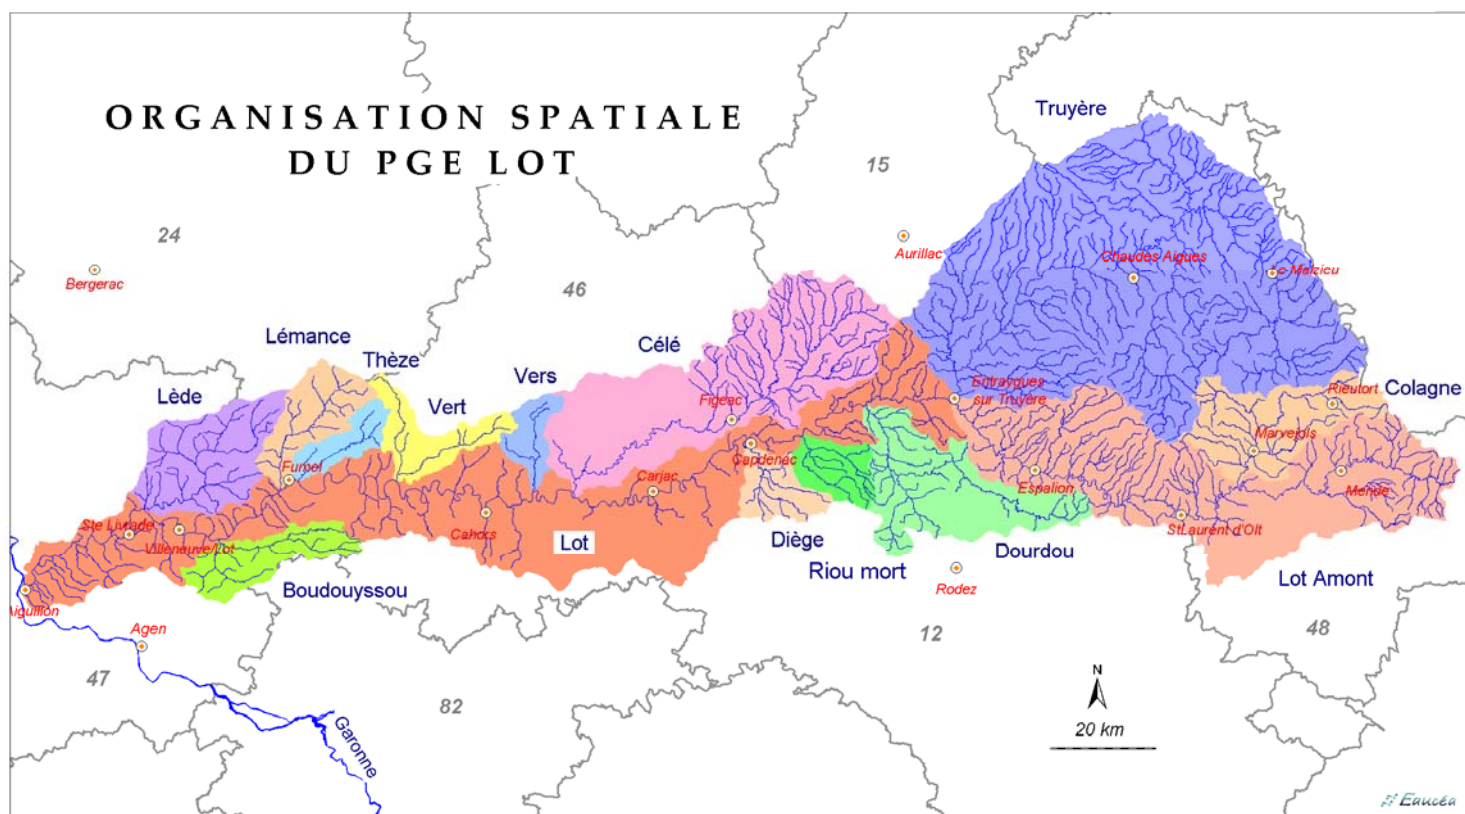 ORGANISATION SPATIALE
DU PGE LOT
Truyère
15
24
Aurillac
Chaudes Aigues
Le Malzieu
Bergerac
46
Lémance
Thèze
Célé
Vers
Lède
Vert
Figeac
Entraygues
sur Truyère
Rieutort
Colagne
Marvejols
Capdenac
Fumel
Carjac
Espalion
Mende
Ste Livrade
Villeneuve/Lot
Cahors
Lot
Diège
Dourdou
StLaurent d'Olt
Riou mort
Lot Amont
Boudouyssou
Rodez
Aiguillon
Agen
12
48
47
82
N
20 km
Garonne
Eaucéa